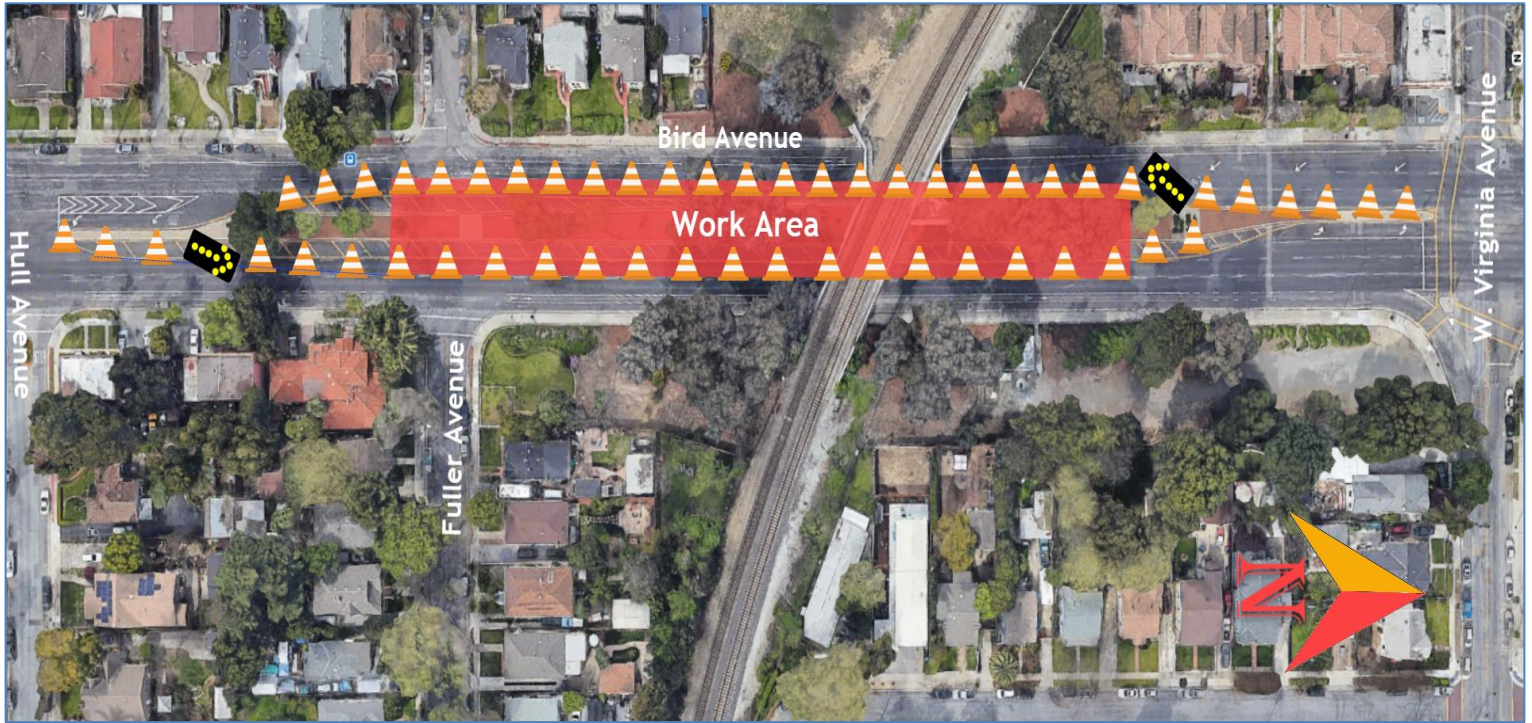 Bird Avenue
Work Area
Hull Avenue
Fuller Avenue
W. Virginia Avenue
N
N